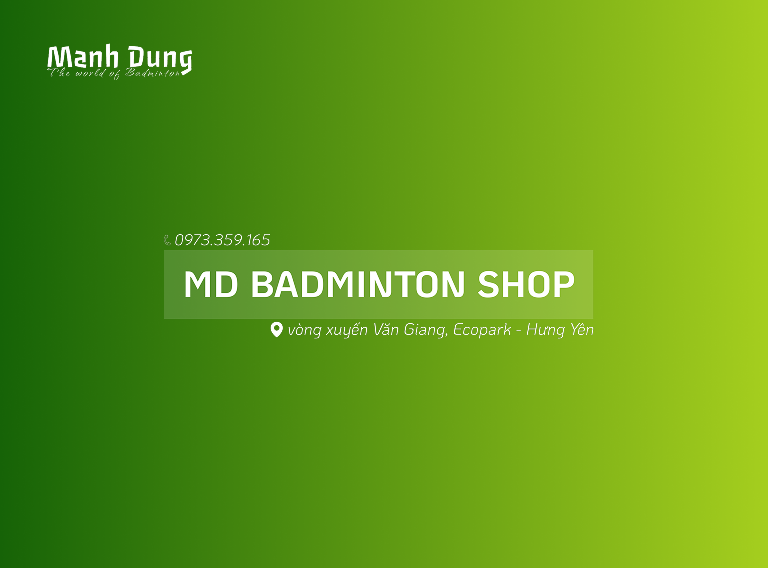 Manh Dung
The world of Badminton
0973.359.165
MD BADMINTON SHOP
vòng xuyến Văn Giang, Ecopark - Hưng Yên